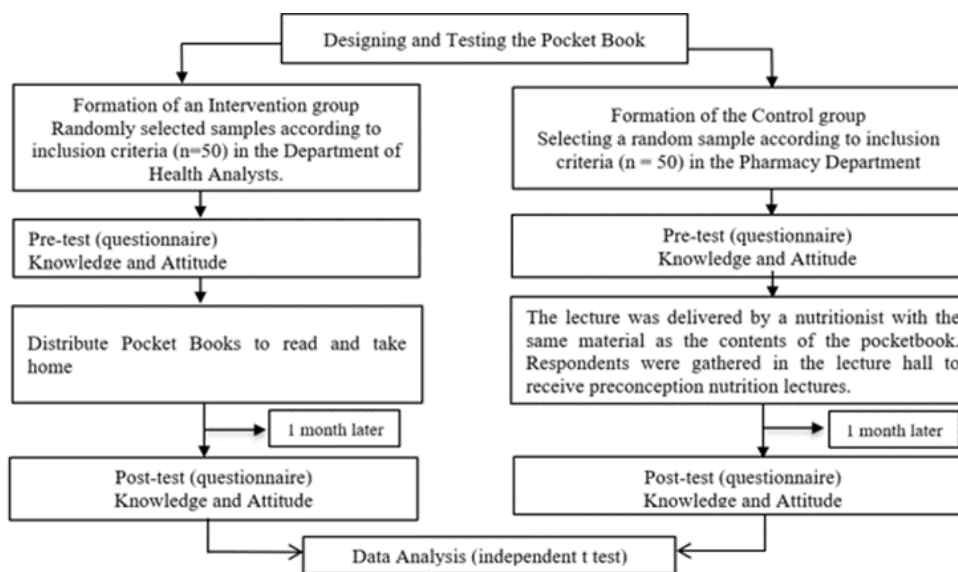 Designing and Testing the Pocket Book
Formation of an Intervention group
Randomly selected samples according to
inclusion criteria (n=50) in the Department of
Health Analysts.
Formation of the Control group
Selecting a random sample according to inclusion
criteria (n = 50) in the Pharmacy Department
Pre-test (questionnaire)
Knowledge and Attitude
Pre-test (questionnaire)
Knowledge and Attitude
Distribute Pocket Books to read and take
home
The lecture was delivered by a nutritionist with the
same material as the contents of the pocketbook.
Respondents were gathered in the lecture hall to
receive preconception nutrition lectures.
1 month later
1 month later
Post-test (questionnaire)
Knowledge and Attitude
Post-test (questionnaire)
Knowledge and Attitude
Data Analysis (independent t test)